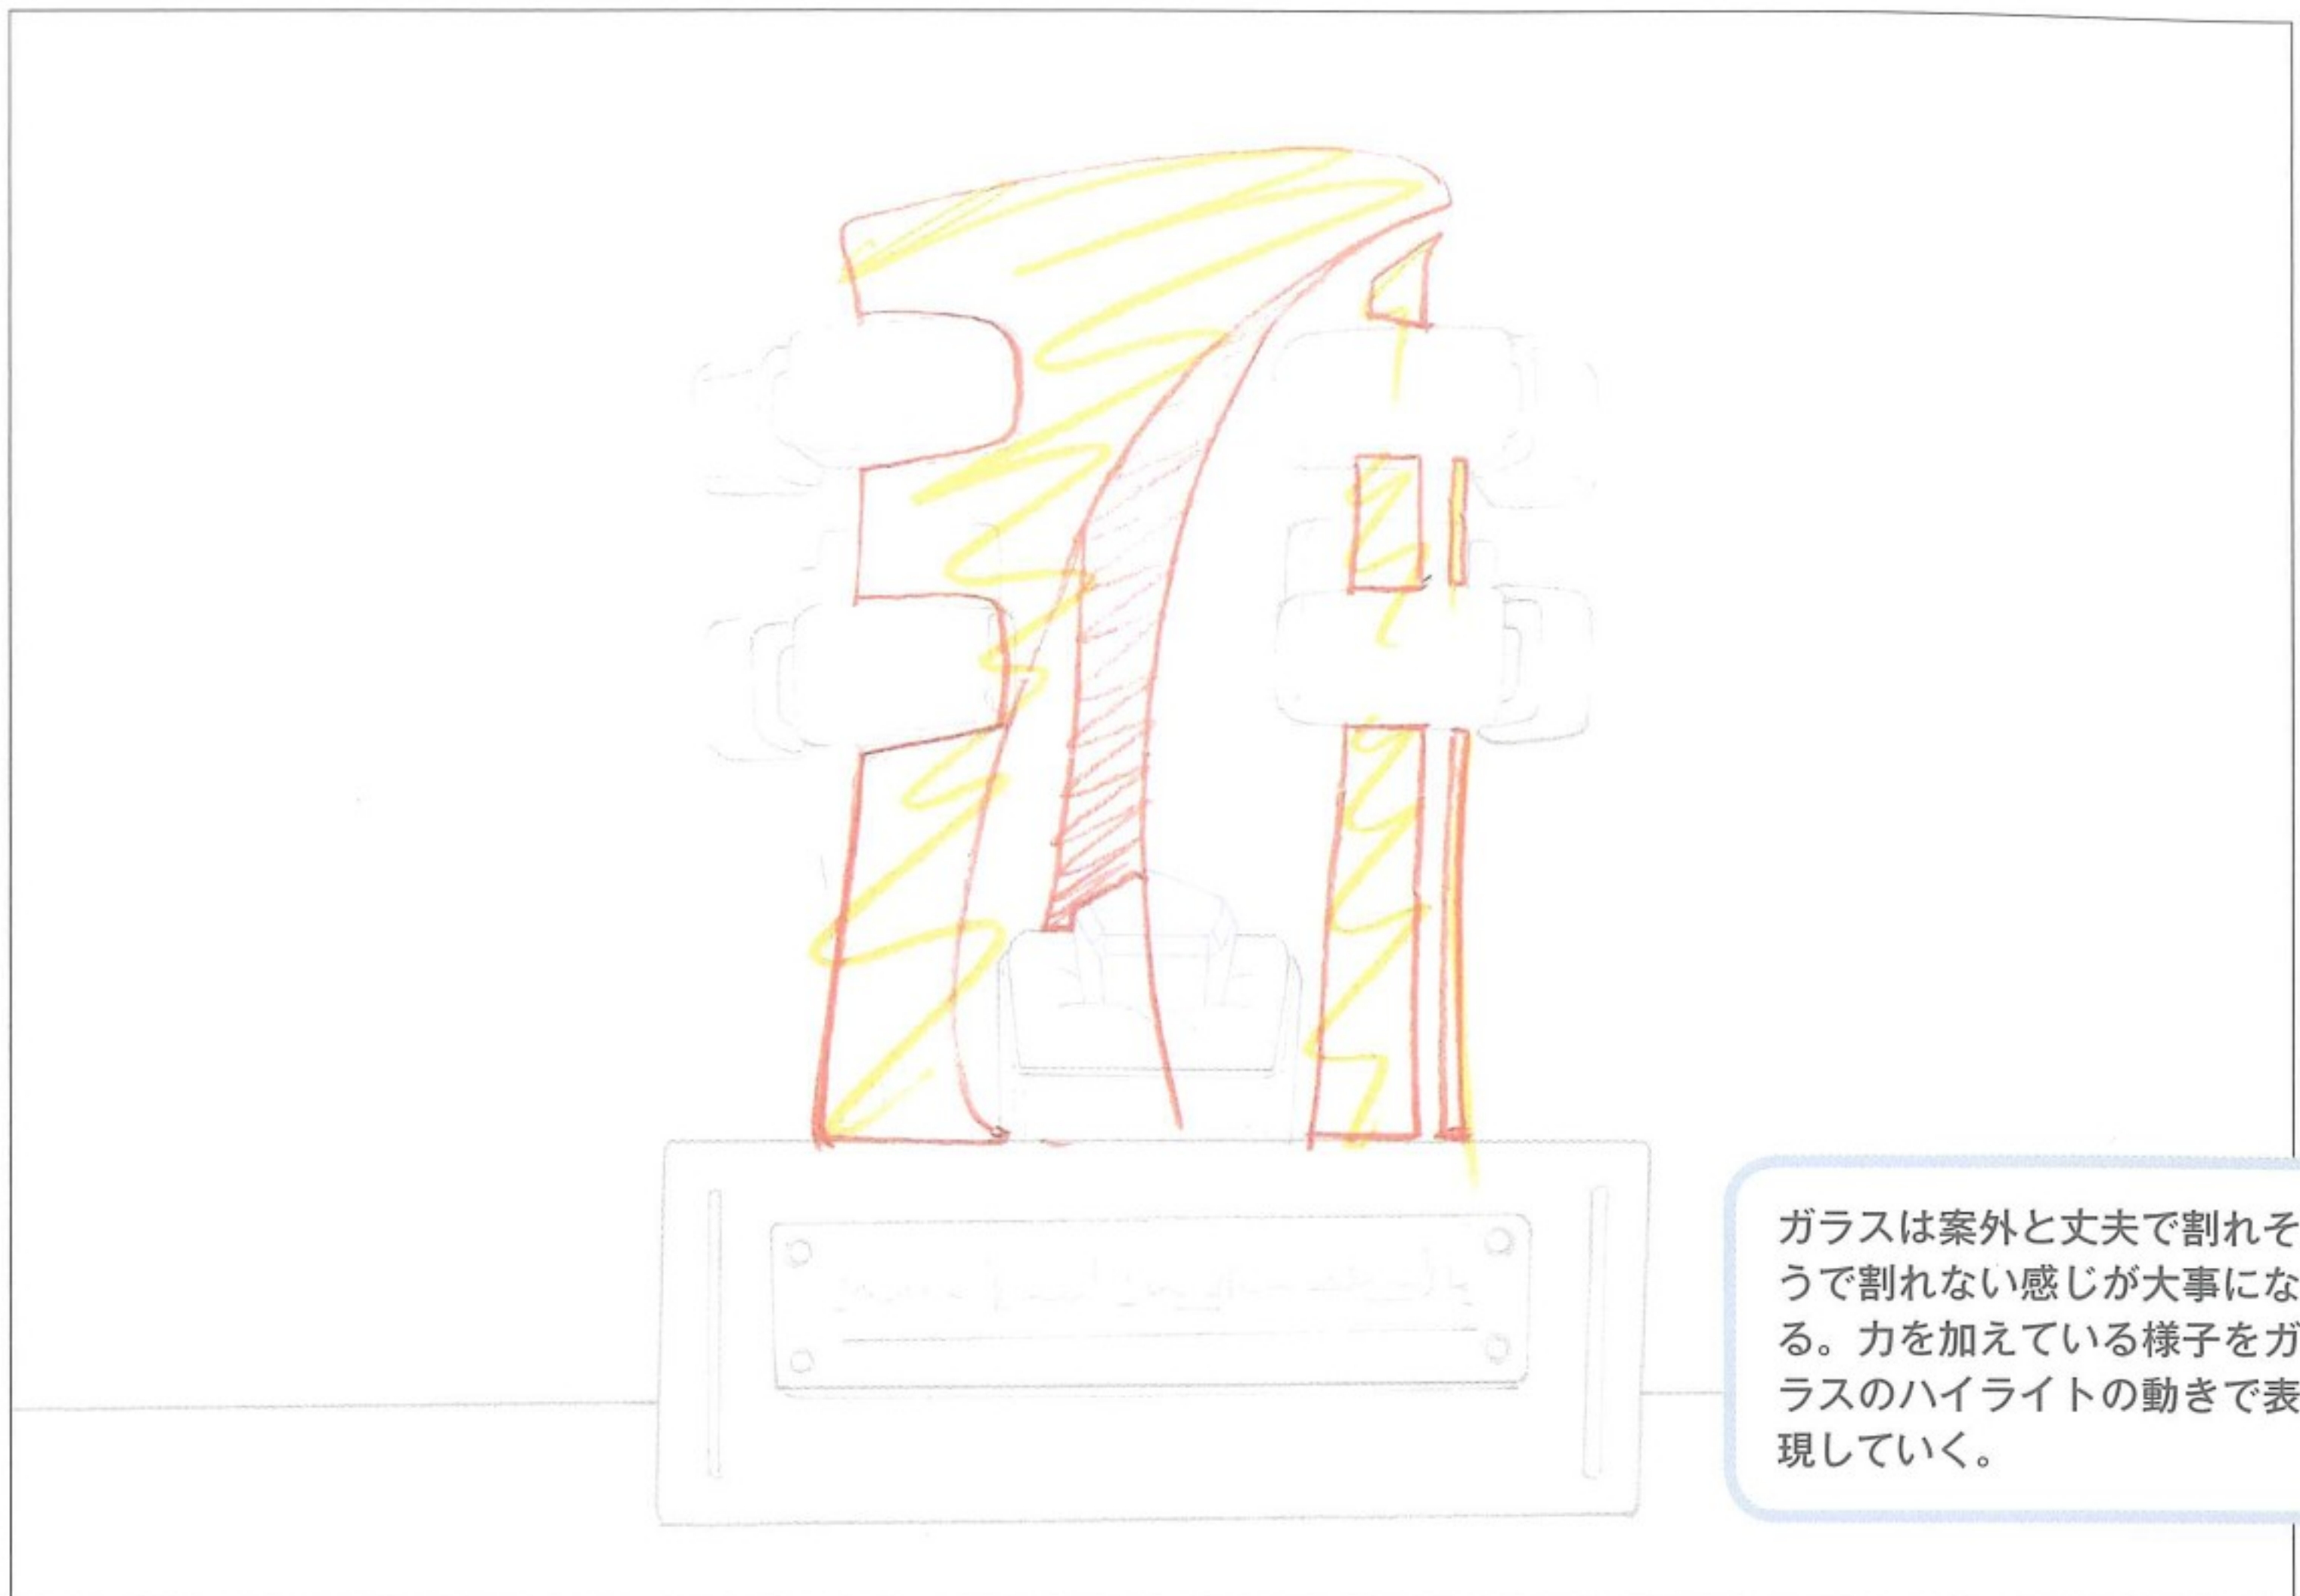 ガラスは案外と丈夫で割れそ
うで割れない感じが大事にな
る。力を加えている様子をガ
ラスのハイライトの動きで表
現していく。